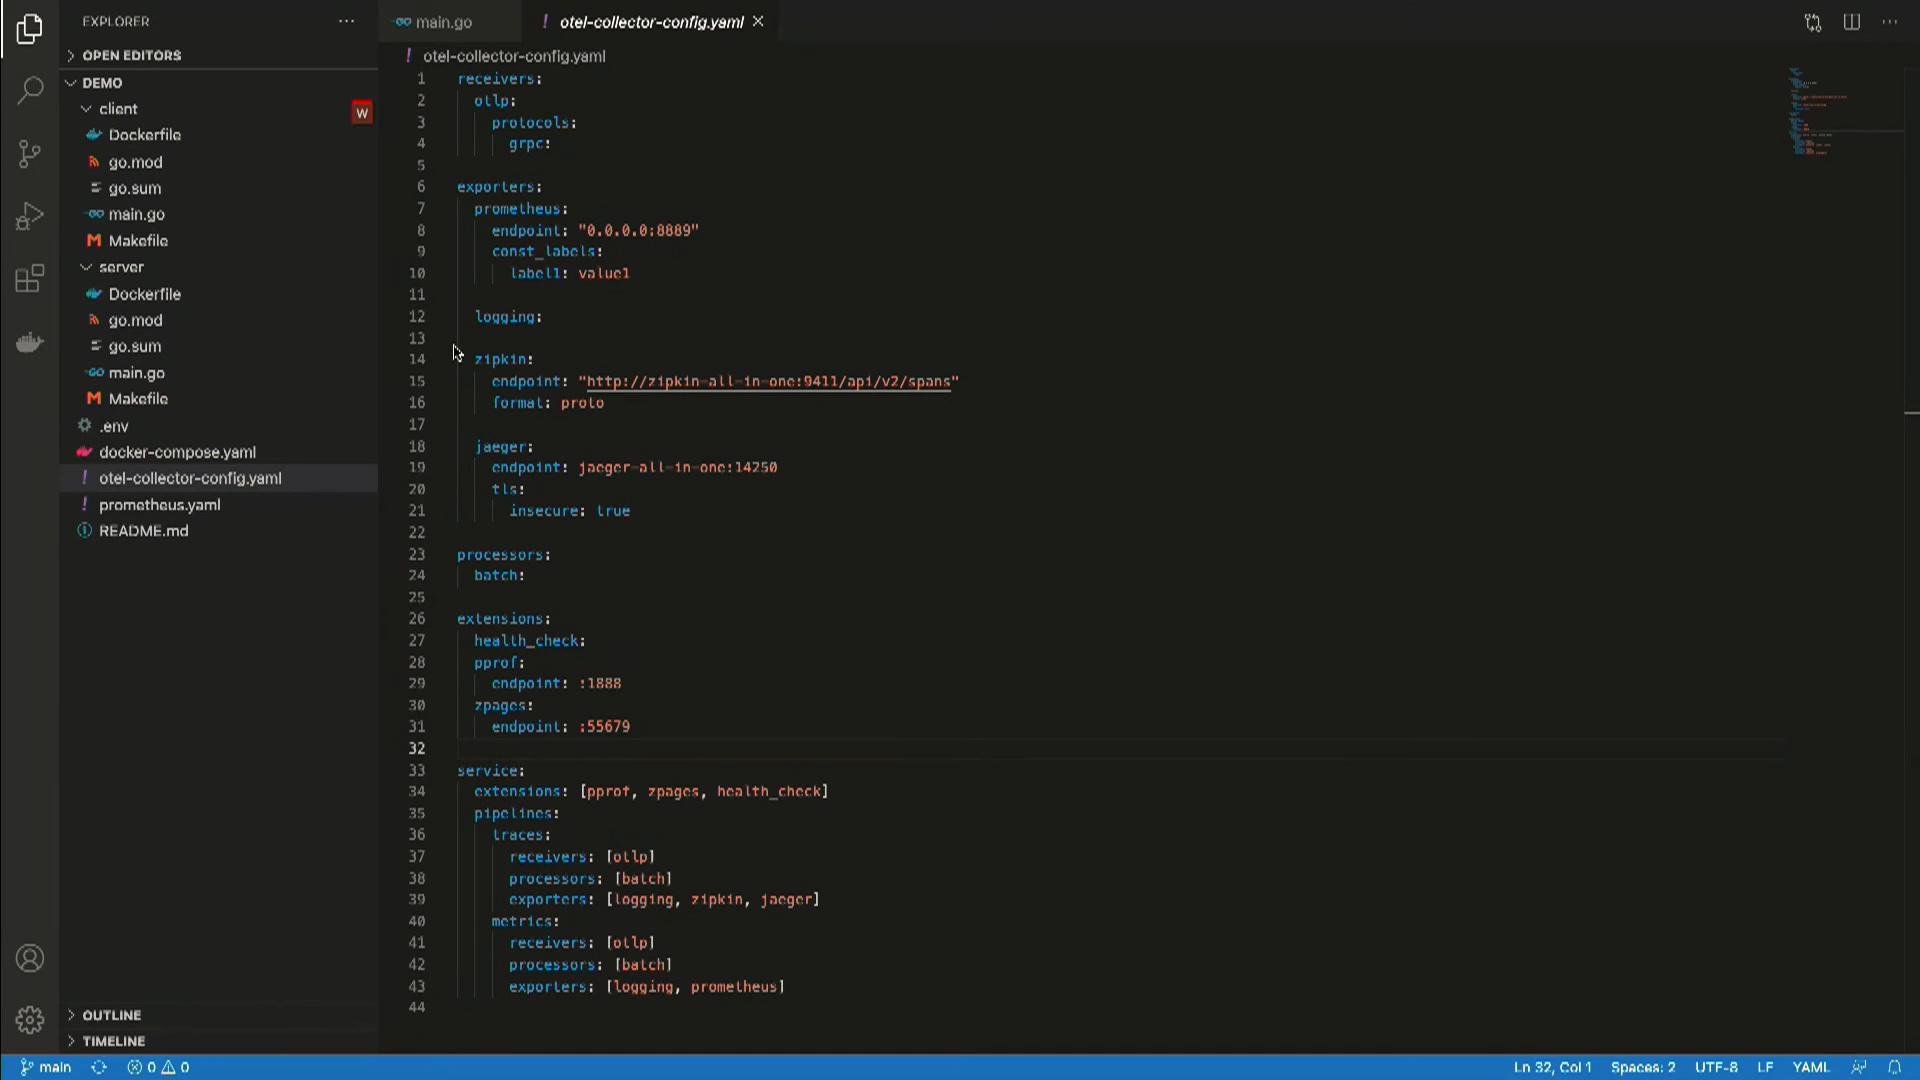 EXPLORER
OPEN EDITORS
DEMO
client
W
Dockerfile
go.mod
go.sum
main.go
Makefile
server
Dockerfile
go.mod
go.sum
main.go
Makefile
.env
docker-compose.yaml
otel-collector-config.yaml
prometheus.yaml
README.md
OUTLINE
TIMELINE
main.go
! otel-collector-config.yaml
! otel-collector-config.yaml
1 receivers:
2 otlp:
3 protocols:
4 grpc:
5
6 exporters:
7 prometheus:
8 endpoint: "0.0.0.0:8889"
9 const_labels:
10 label1: value1
11
12 logging:
13
14 zipkin:
15 endpoint: "http://zipkin-all-in-one:9411/api/v2/spans"
16 format: proto
17
18 jaeger:
19 endpoint: jaeger-all-in-one:14250
20 tls:
21 insecure: true
22
23 processors:
24 batch:
25
26 extensions:
27 health_check:
28 pprof:
29 endpoint: :1888
30 zpages:
31 endpoint: :55679
32
33 service:
34 extensions: [pprof, zpages, health_check]
35 pipelines:
36 traces:
37 receivers: [otlp]
38 processors: [batch]
39 exporters: [logging, zipkin, jaeger]
40 metrics:
41 receivers: [otlp]
42 processors: [batch]
43 exporters: [logging, prometheus]
44
main 0 0 Ln 32, Col 1 Spaces: 2 UTF-8 LF YAML